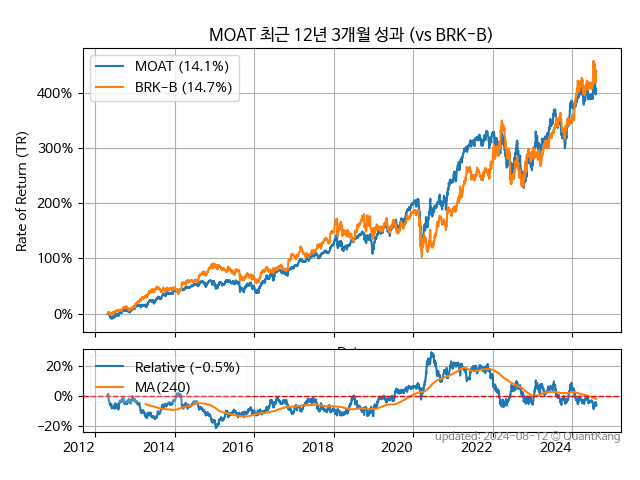 MOAT 최근 12년 3개월 성과 (vs BRK-B)
MOAT (14.1%)
BRK-B (14.7%)
Rate of Return (TR)
400%
300%
200%
100%
0%
Relative (-0.5%)
MA(240)
20%
0%
-20%
2012 2014 2016 2018 2020 2022 2024
updated: 2024-08-12 © QuantKang